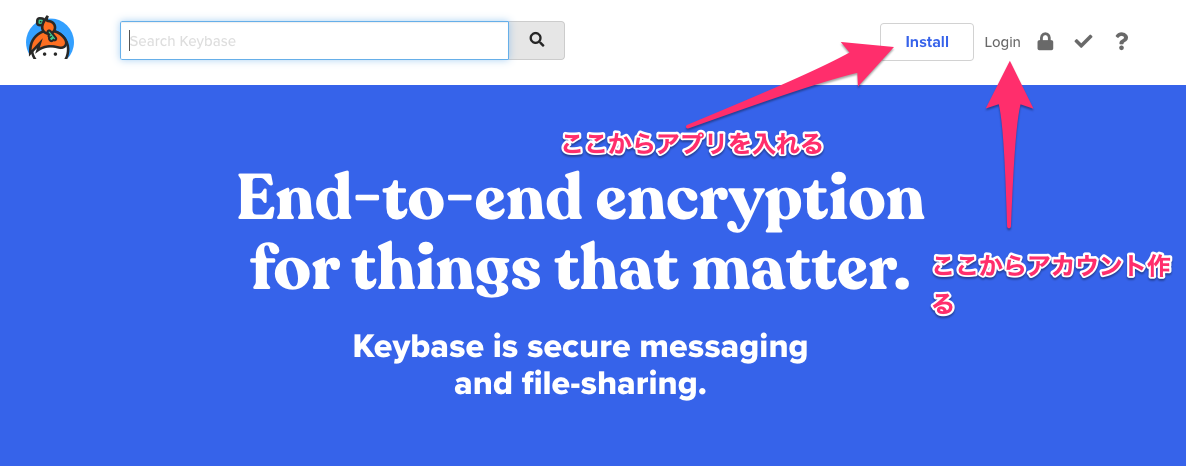 Search Keybase
Install
Login
ここからアプリを入れる
End-to-end encryption
for things that matter.
ここからアカウント作
る
Keybase is secure messaging
and file-sharing.